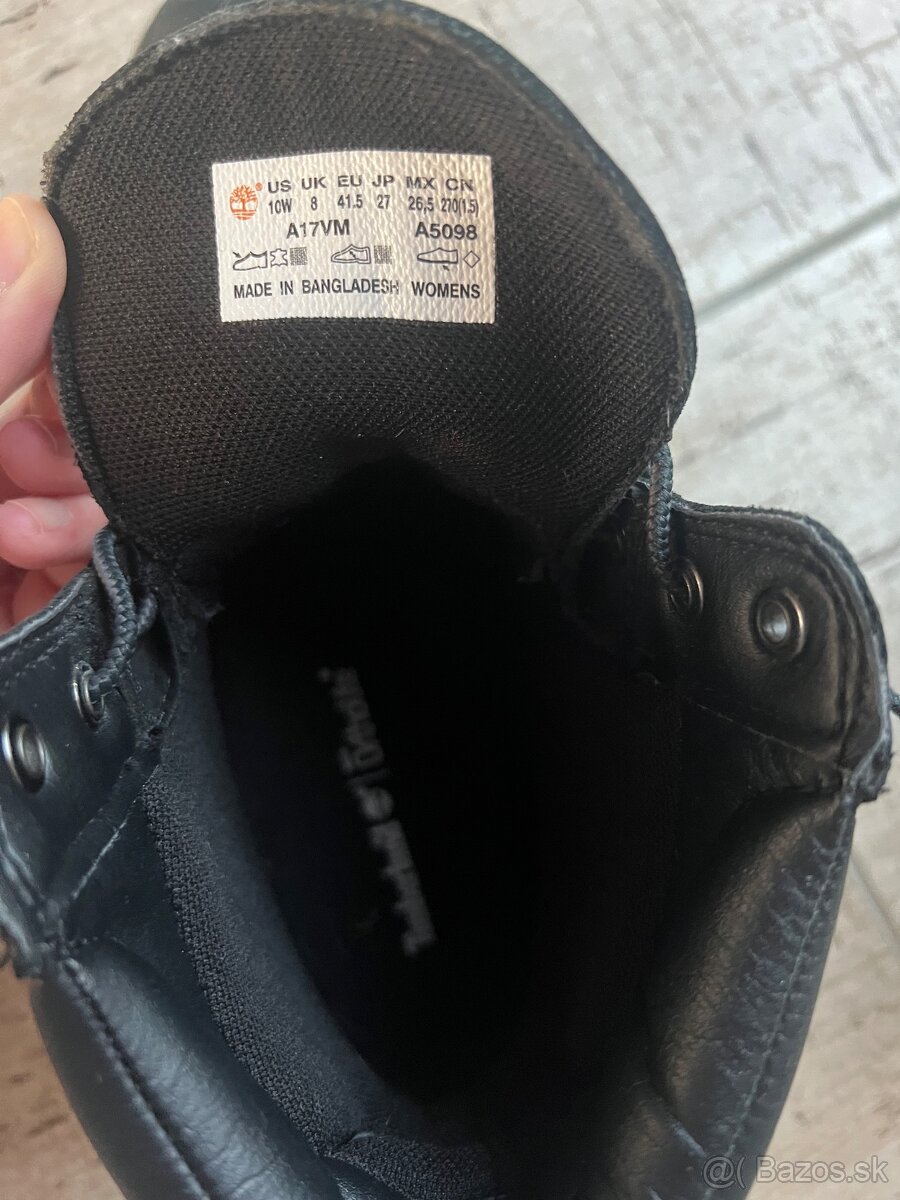 US UK EU JP MX CN
10W 8 41.5 27 26,5 270(1.5)
A17VM A5098
MADE IN BANGLADESH WOMENS
Timberland
@( Bazos.sk